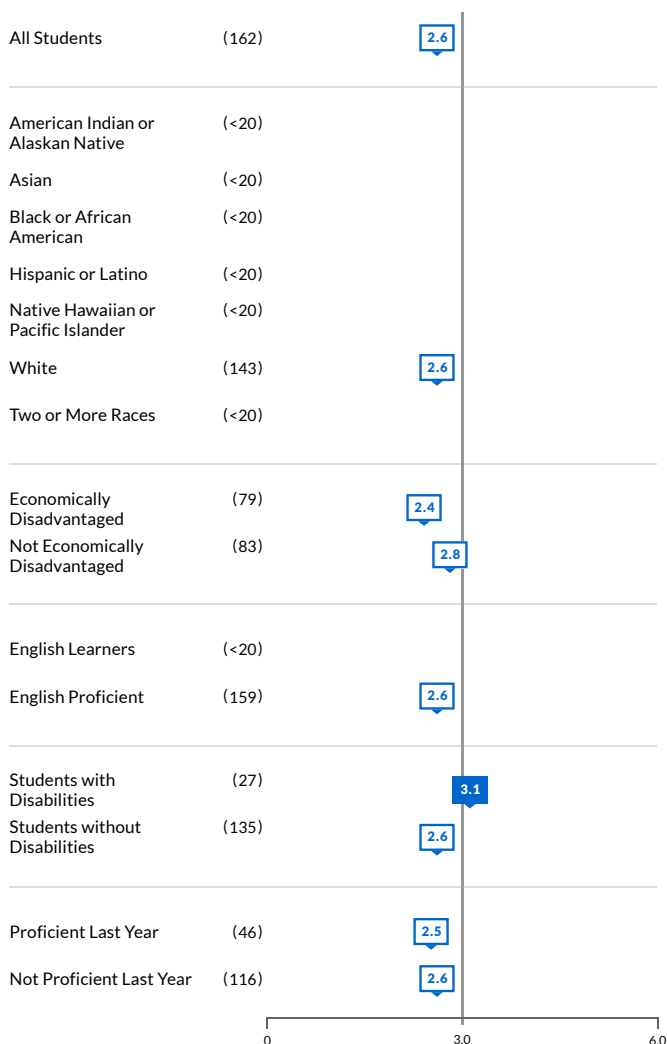 All Students (162) 2.6
American Indian or (<20)
Alaskan Native
Asian (<20)
Black or African (<20)
American
Hispanic or Latino (<20)
Native Hawaiian or (<20)
Pacific Islander
White (143) 2.6
Two or More Races (<20)
Economically (79) 2.4
Disadvantaged
Not Economically (83) 2.8
Disadvantaged
English Learners (<20)
English Proficient (159) 2.6
Students with (27) 3.1
Disabilities
Students without (135) 2.6
Disabilities
Proficient Last Year (46) 2.5
Not Proficient Last Year (116) 2.6
0 3.0 6.0